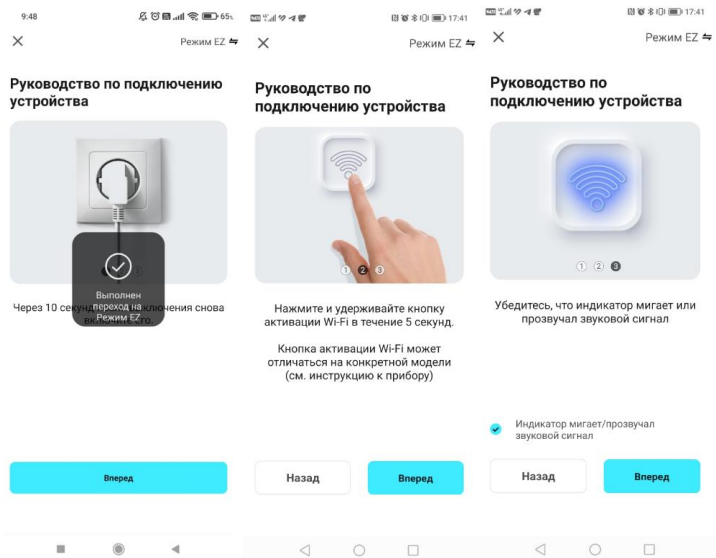 9:48
65%
Режим EZ
Руководство по подключению
устройства
Выполнен
переход на
Режим EZ
Через 10 секунд
включения снова
включите его.
Вперед
17:41
Режим EZ
Руководство по
подключению устройства
1 2 3
Нажмите и удерживайте кнопку
активации Wi-Fi в течение 5 секунд.
Кнопка активации Wi-Fi может
отличаться на конкретной модели
(см. инструкцию к прибору)
Назад
Вперед
17:41
Режим EZ
Руководство по
подключению устройства
1 2 3
Убедитесь, что индикатор мигает или
прозвучал звуковой сигнал
Индикатор мигает/прозвучал
звуковой сигнал
Назад
Вперед